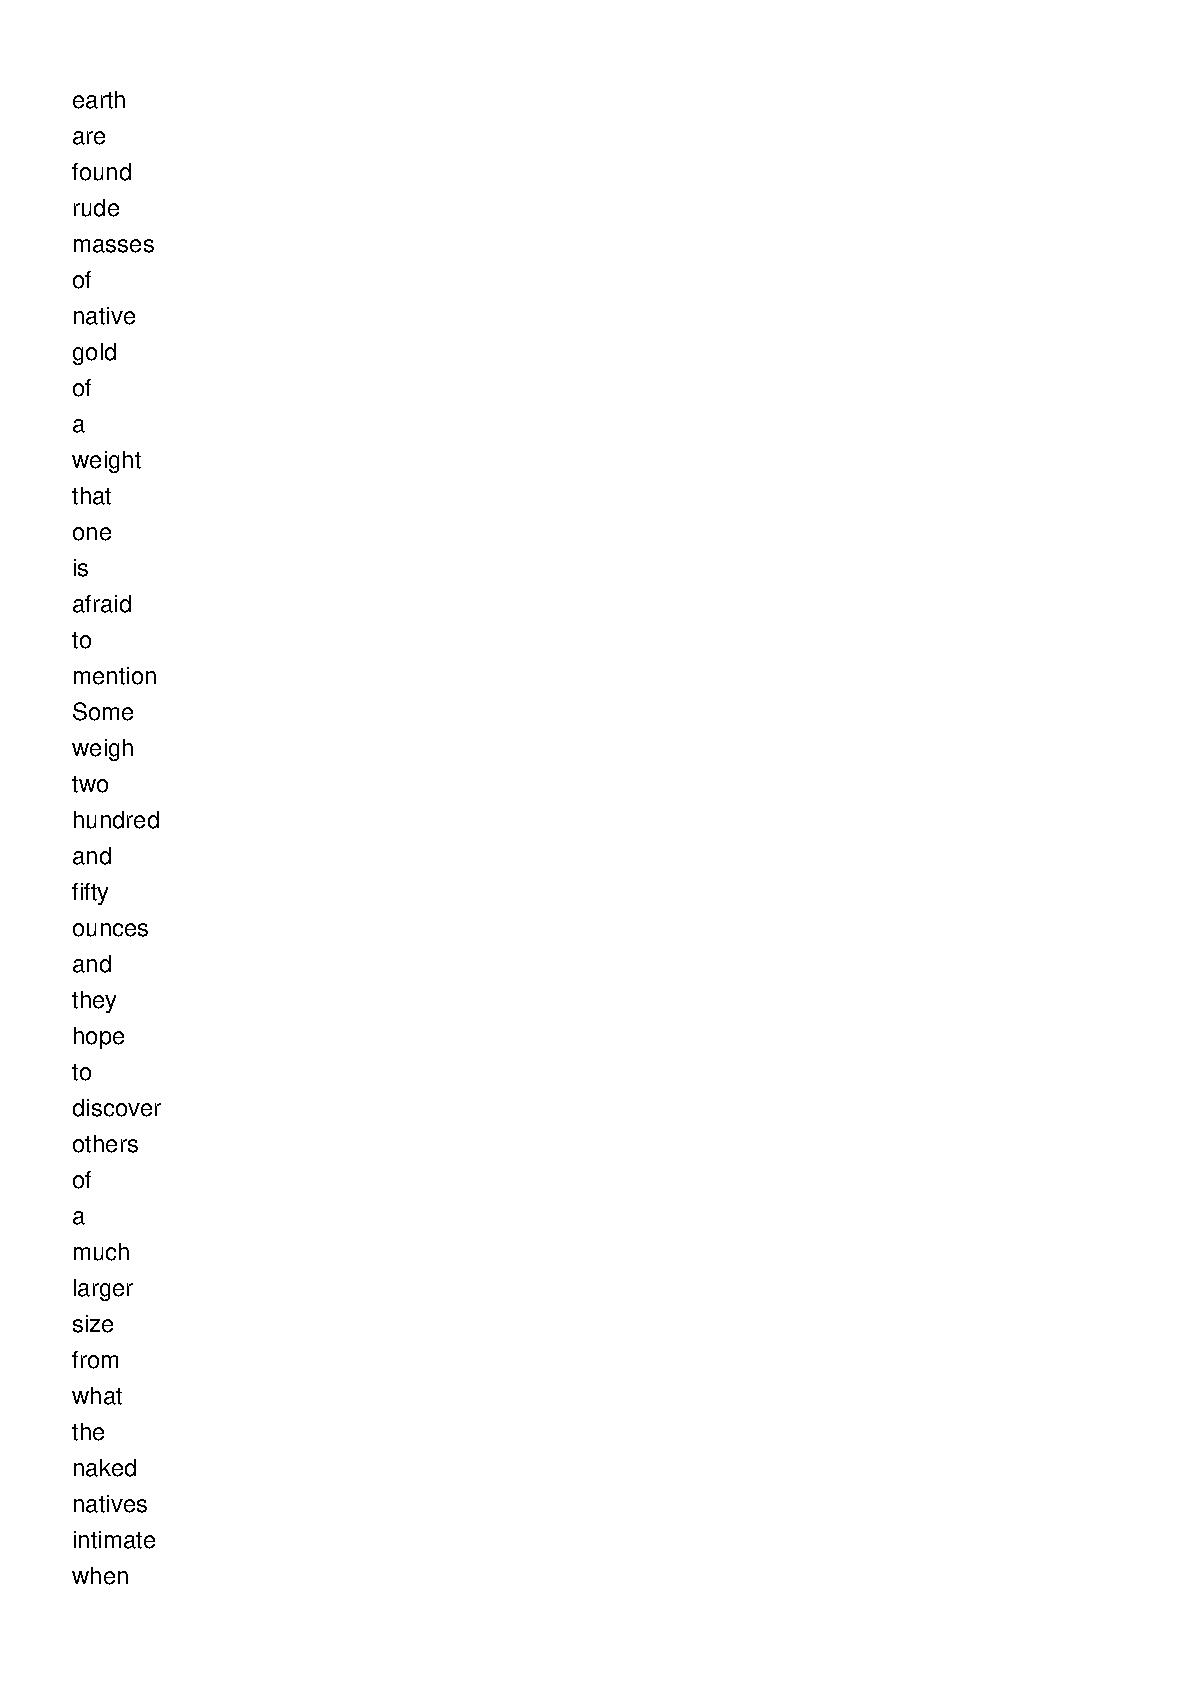 earth
are
found
rude
masses
of
native
gold
of
a
weight
that
one
is
afraid
to
mention
Some
weigh
two
hundred
and
fifty
ounces
and
they
hope
to
discover
others
of
a
much
larger
size
from
what
the
naked
natives
intimate
when